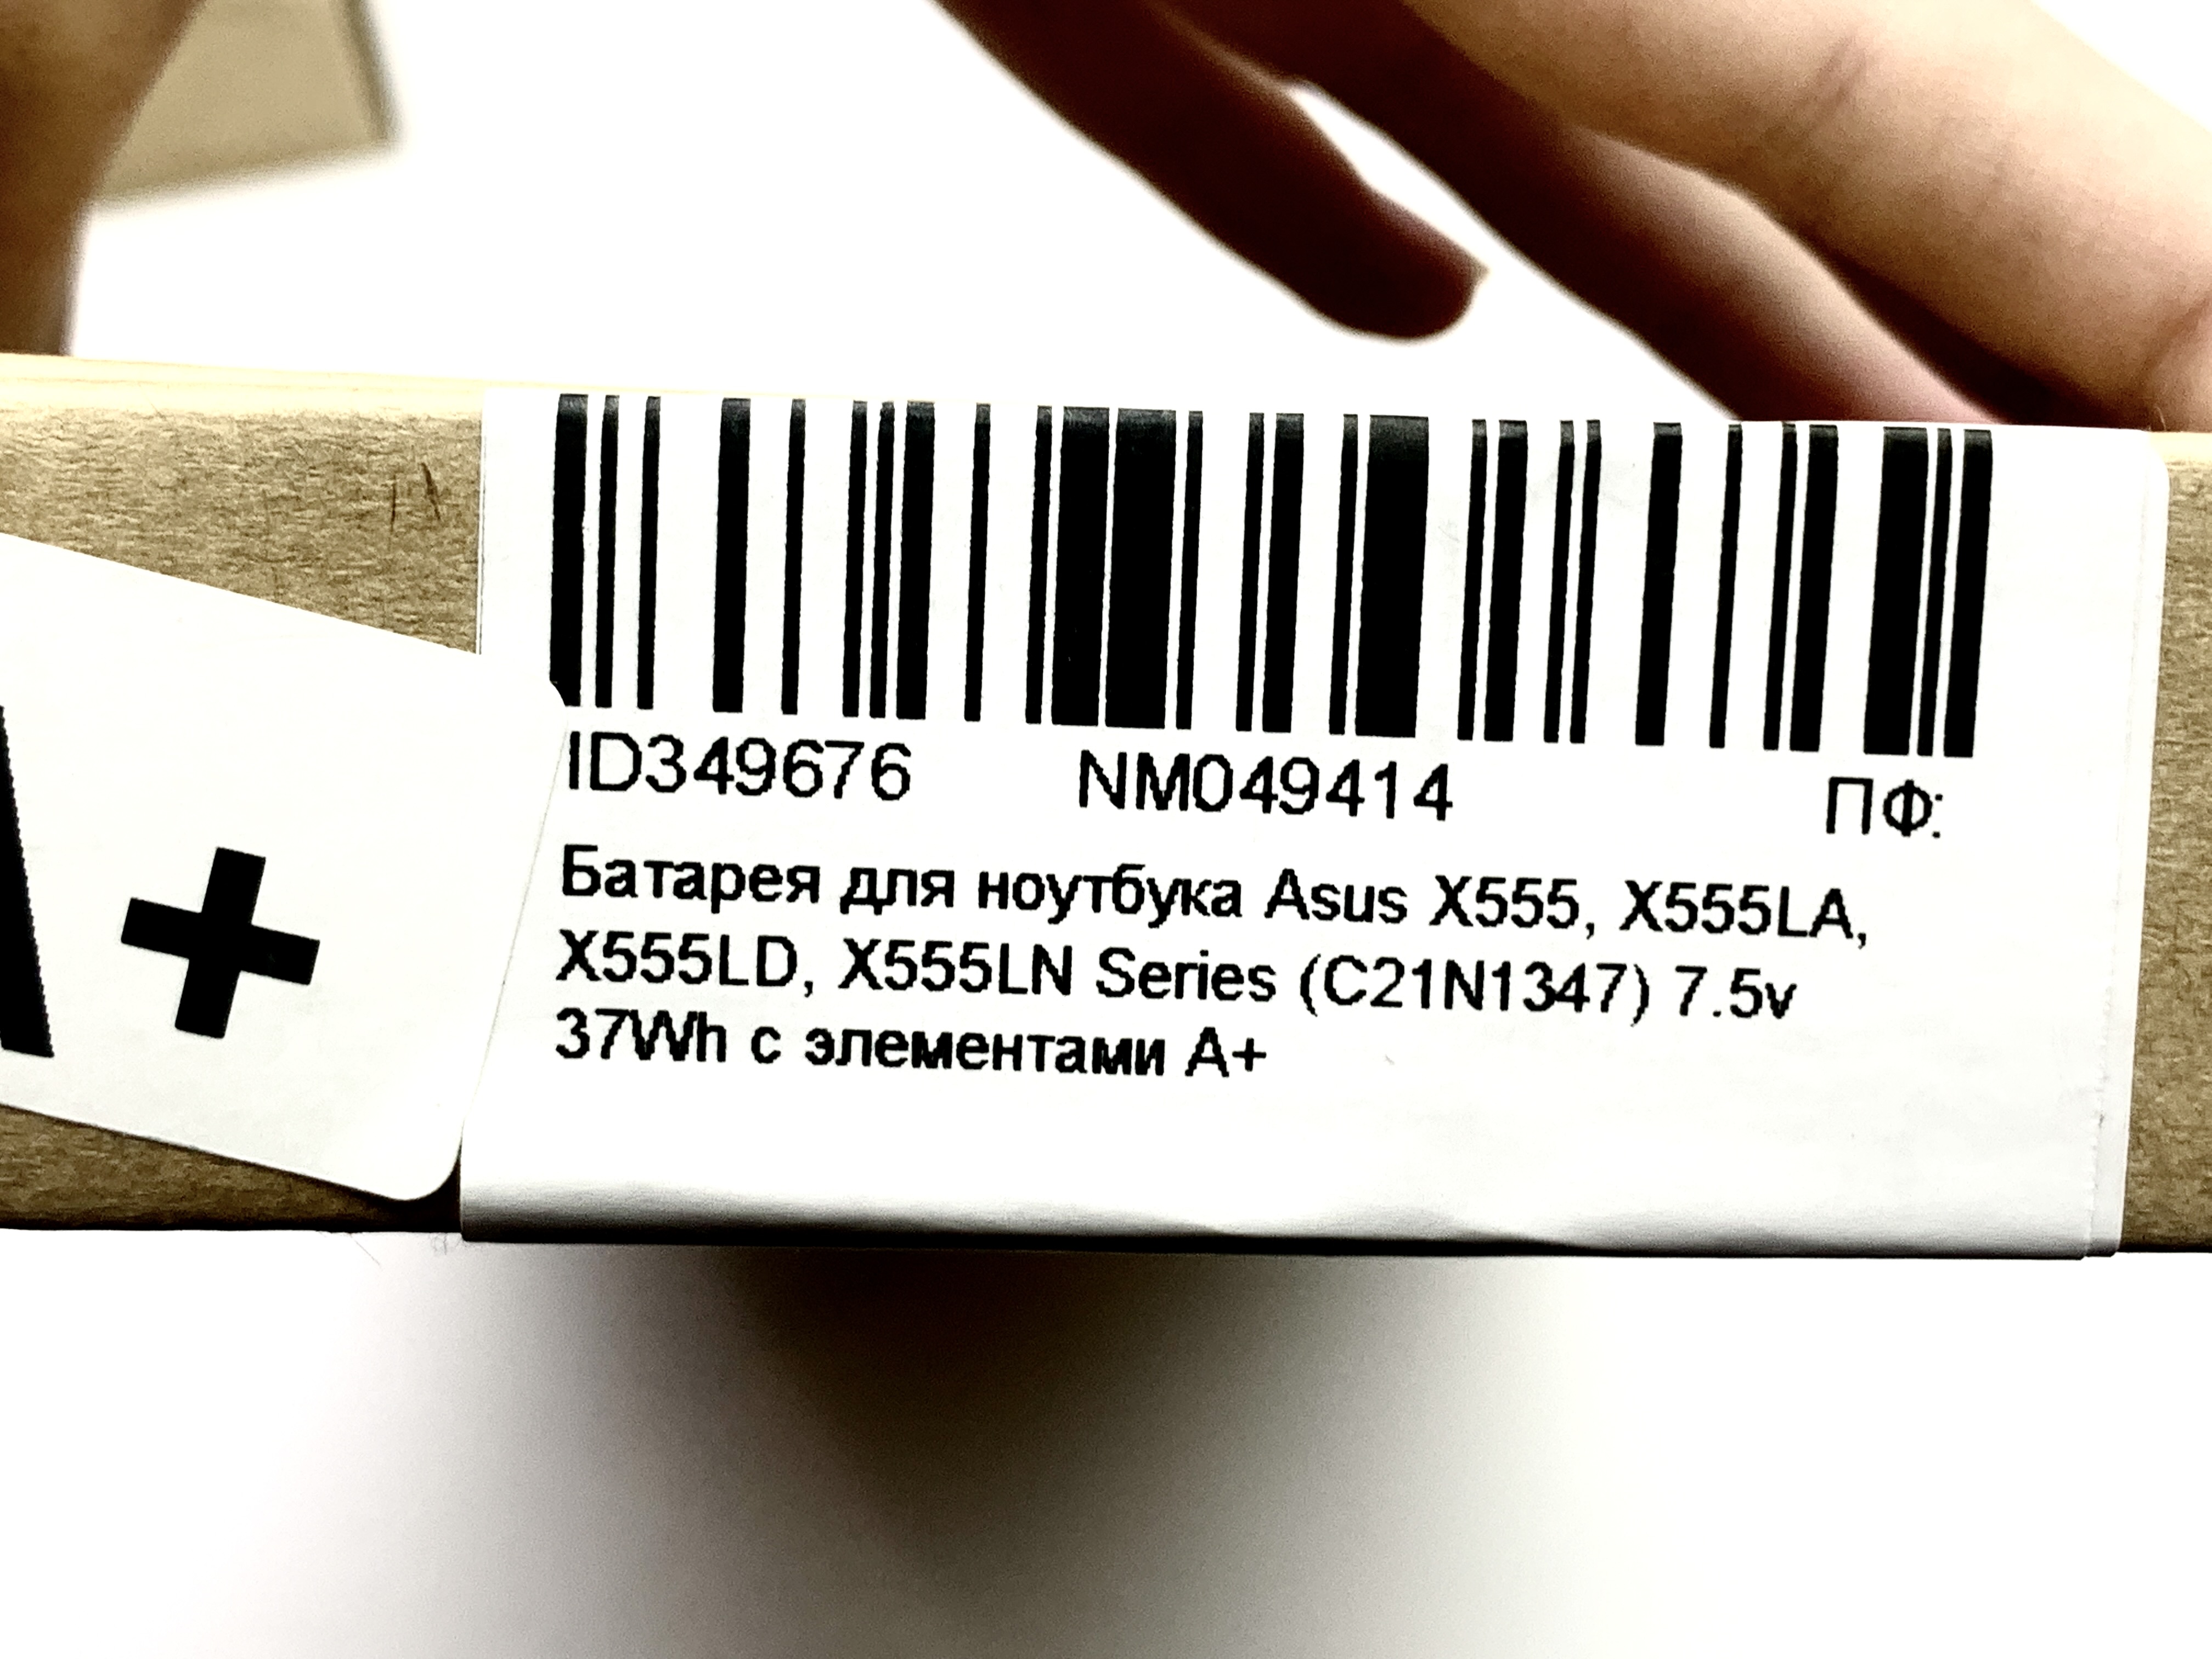 ID349676 NM049414 ПФ:
Батарея для ноутбука Asus X555, X555LA,
X555LD, X555LN Series (C21N1347) 7.5v
37Wh с элементами A+
+